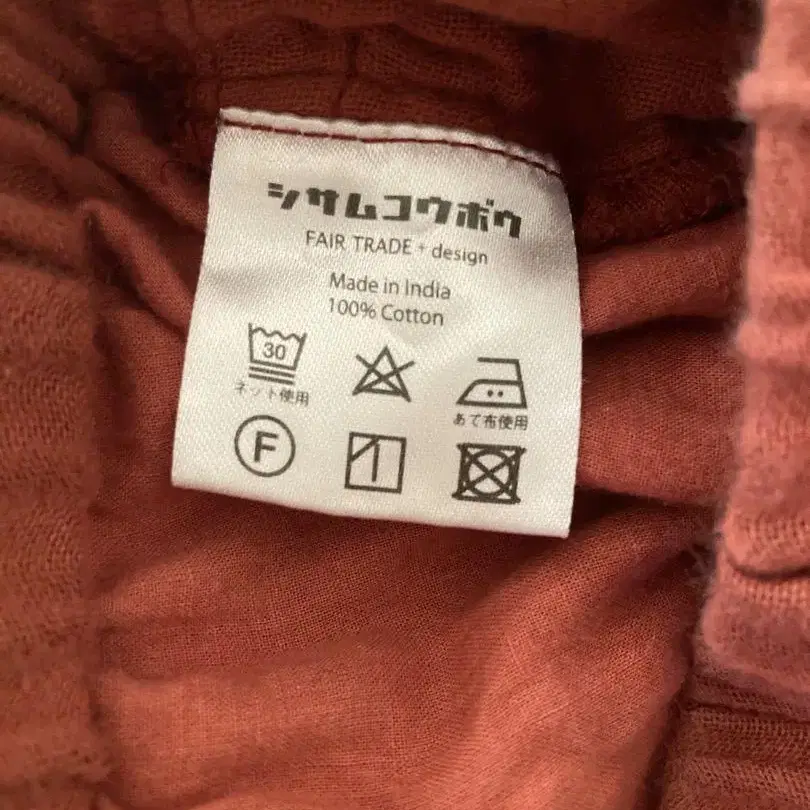 シサムコウボウ
FAIR TRADE + design
Made in India
100% Cotton
30
ネット使用
あて布使用
F